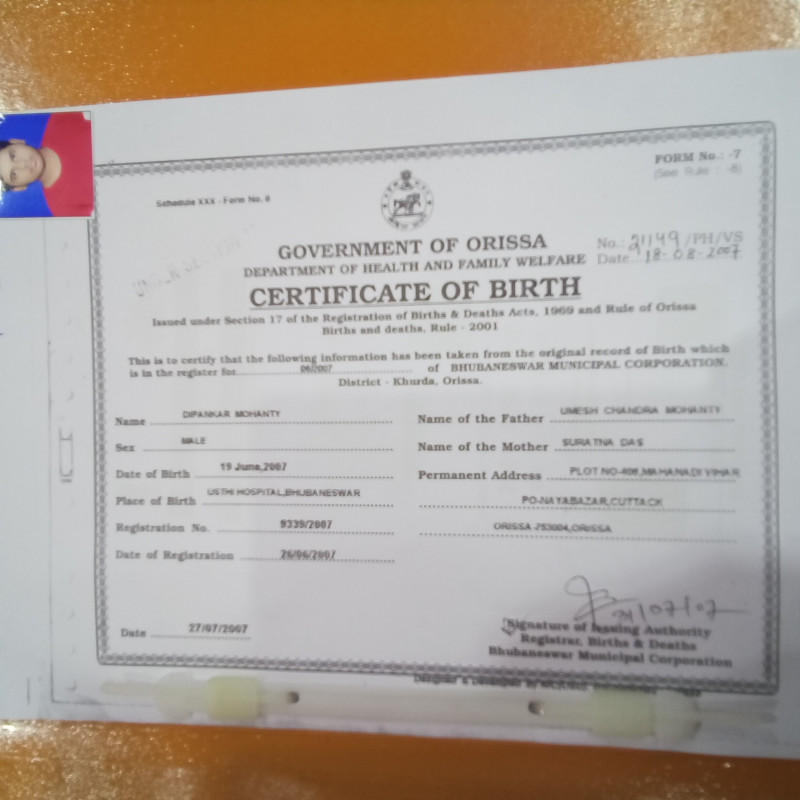 FORM No.: -7
(See Rule : -8)
Schedule XXX - Form No. 8
No.: 21149/PH/VS
Date 18-08-2007
GOVERNMENT OF ORISSA
DEPARTMENT OF HEALTH AND FAMILY WELFARE
CERTIFICATE OF BIRTH
Issued under Section 17 of the Registration of Births & Deaths Acts, 1969 and Rule of Orissa
Births and deaths, Rule - 2001
This is to certify that the following information has been taken from the original record of Birth which
is in the register for 06/2007 of BHUBANESWAR MUNICIPAL CORPORATION.
District - Khurda, Orissa.
Name DIPANKAR MOHANTY
Sex MALE
Date of Birth 19 June,2007
Place of Birth USTHI HOSPITAL,BHUBANESWAR
Registration No. 9339/2007
Date of Registration 26/06/2007
Name of the Father UMESH CHANDRA MOHANTY
Name of the Mother SURATNA DAS
Permanent Address PLOT NO-408,MAHANADI VIHAR
PO-NAYABAZAR,CUTTACK
ORISSA-753004,ORISSA
Date 27/07/2007
Signature of Issuing Authority
Registrar, Births & Deaths
Bhubaneswar Municipal Corporation